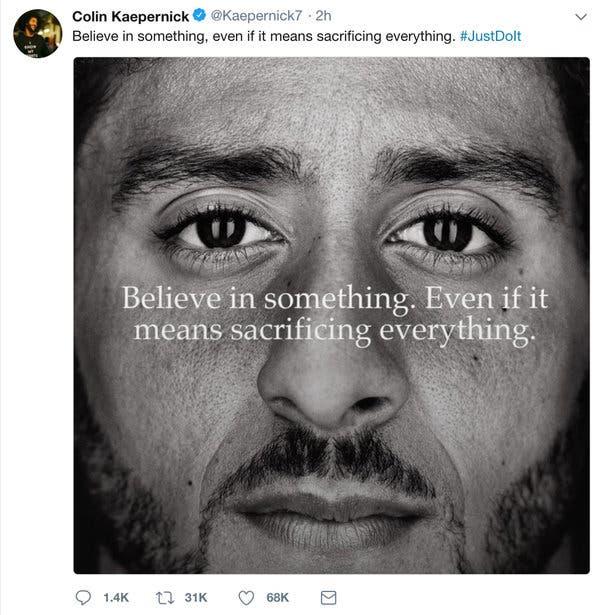 Colin Kaepernick @Kaepernick7 · 2h
Believe in something, even if it means sacrificing everything. #JustDoIt
Believe in something. Even if it
means sacrificing everything.
1.4K 31K 68K